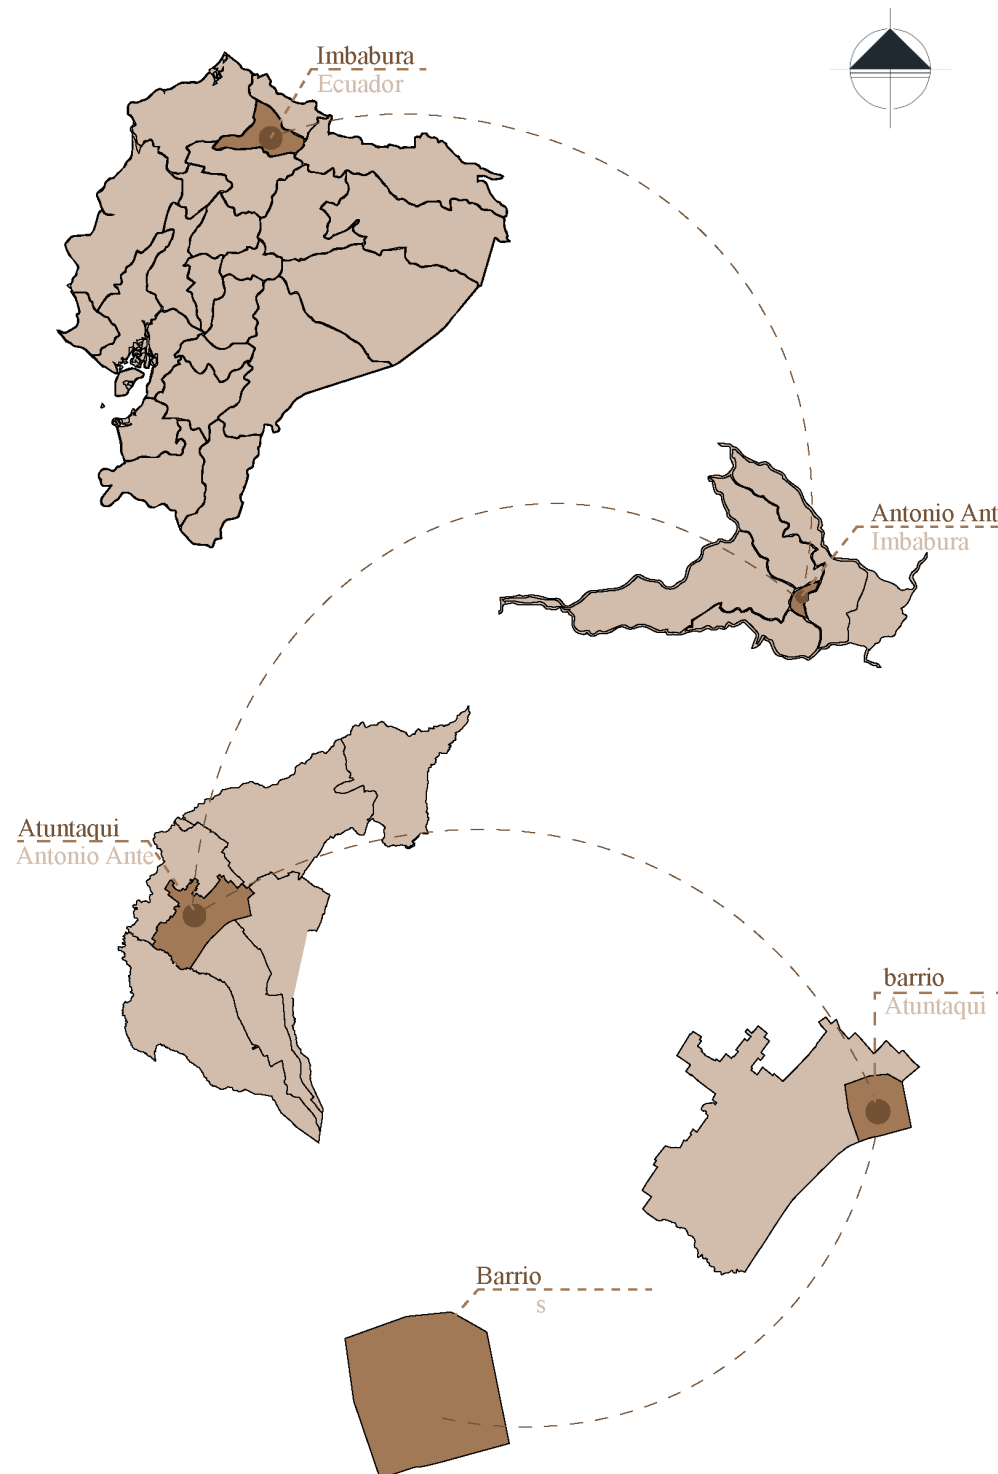 Imbabura
Ecuador
Antonio Ant
Imbabura
Atuntaqui
Antonio Ante
barrio
Atuntaqui
Barrio
s